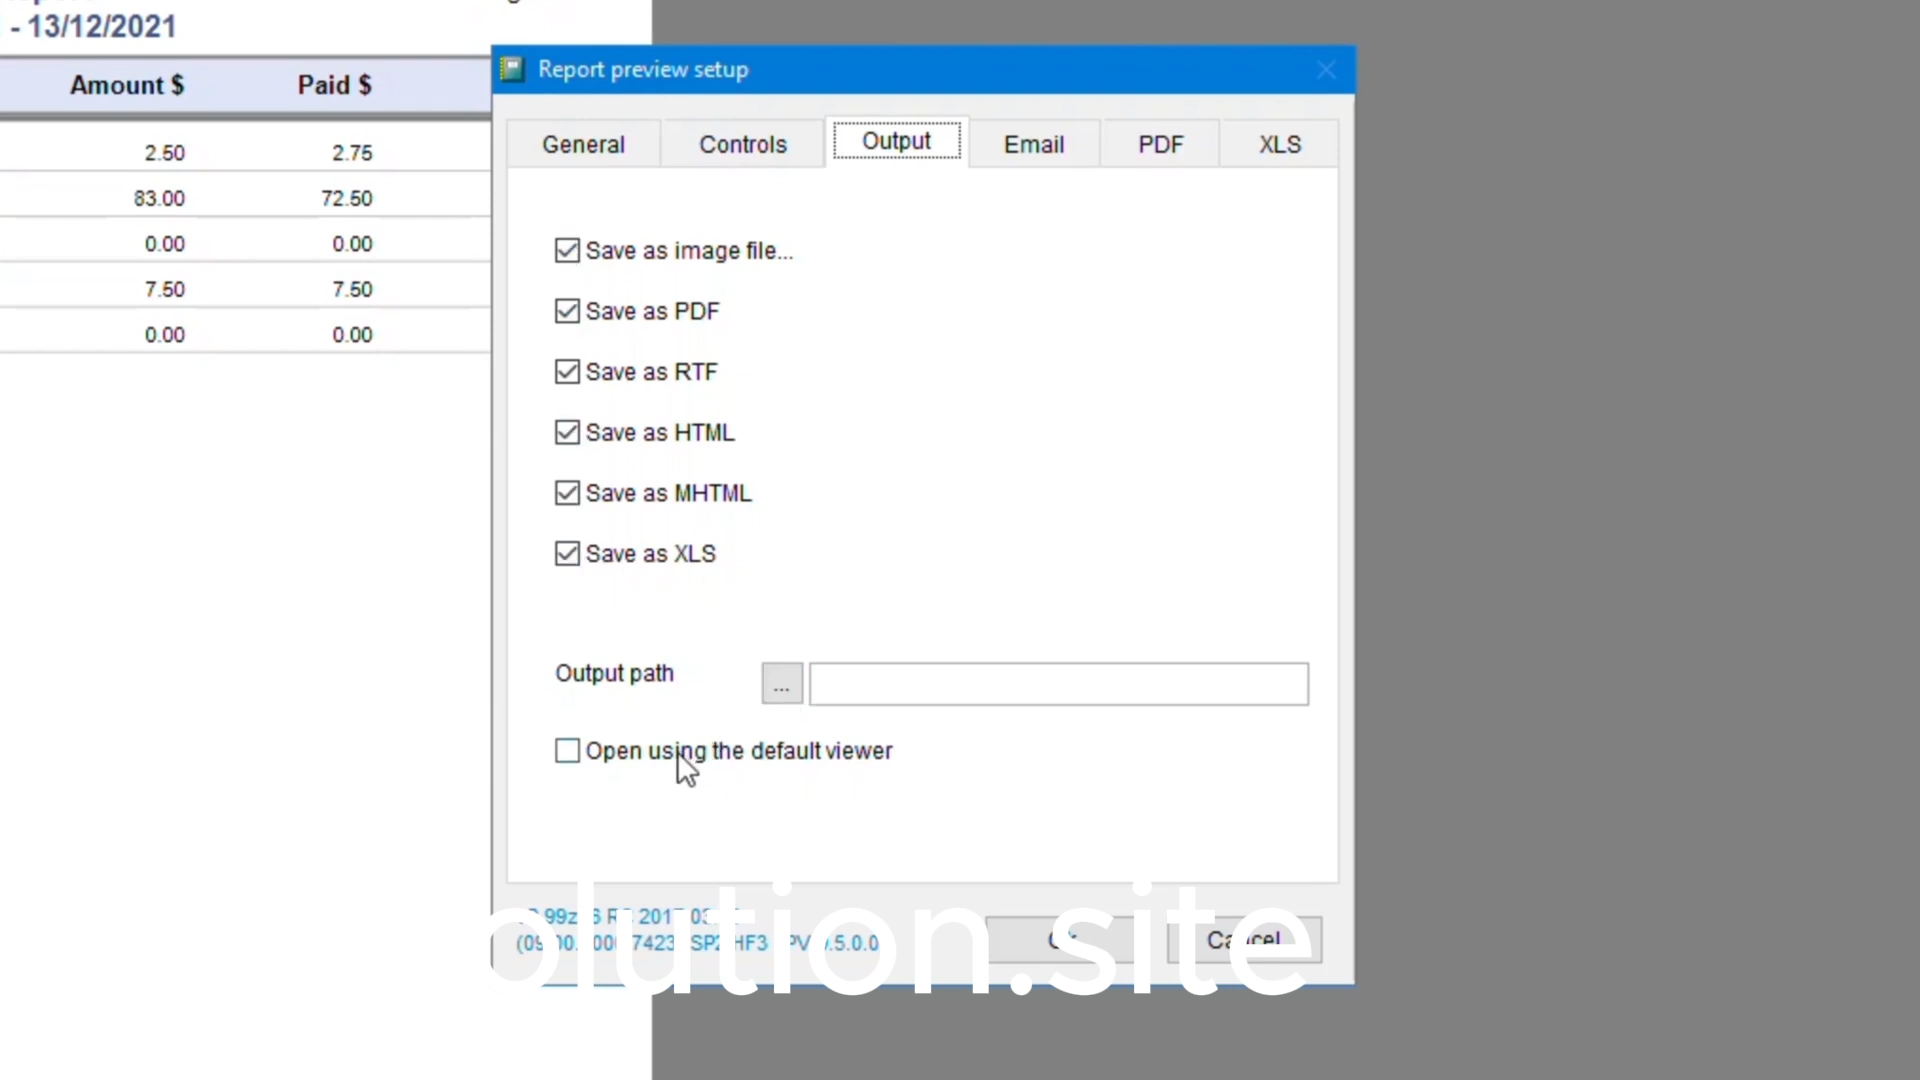 - 13/12/2021
Amount $ Paid $
2.50 2.75
83.00 72.50
0.00 0.00
7.50 7.50
0.00 0.00
Report preview setup
General Controls Output Email PDF XLS
Save as image file...
Save as PDF
Save as RTF
Save as HTML
Save as MHTML
Save as XLS
Output path ...
Open using the default viewer
Cancel
olution.site